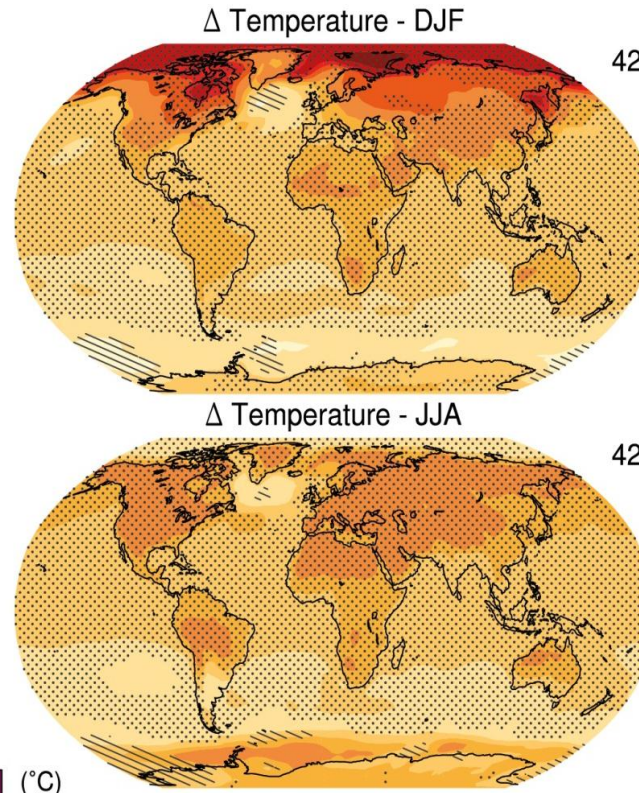 Δ Temperature - DJF
42
Δ Temperature - JJA
42
(°C)